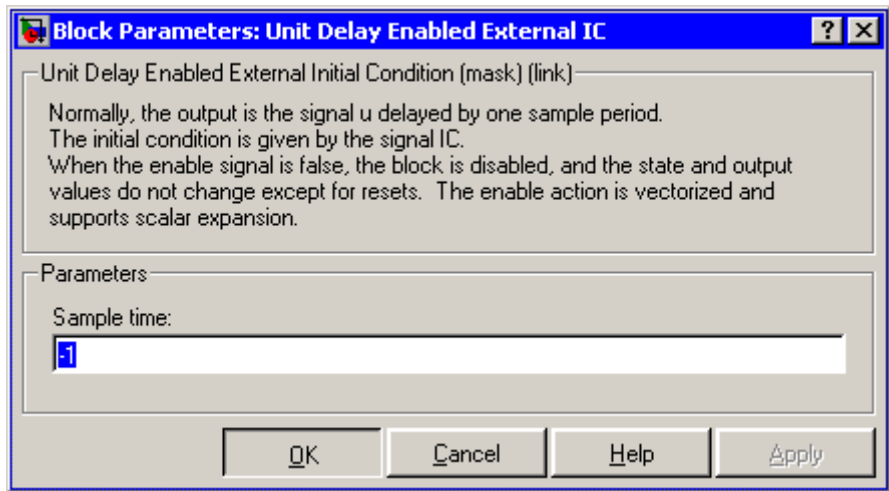 Block Parameters: Unit Delay Enabled External IC
Unit Delay Enabled External Initial Condition (mask) (link)
Normally, the output is the signal u delayed by one sample period.
The initial condition is given by the signal IC.
When the enable signal is false, the block is disabled, and the state and output
values do not change except for resets. The enable action is vectorized and
supports scalar expansion.
Parameters
Sample time:
-1
OK Cancel Help Apply